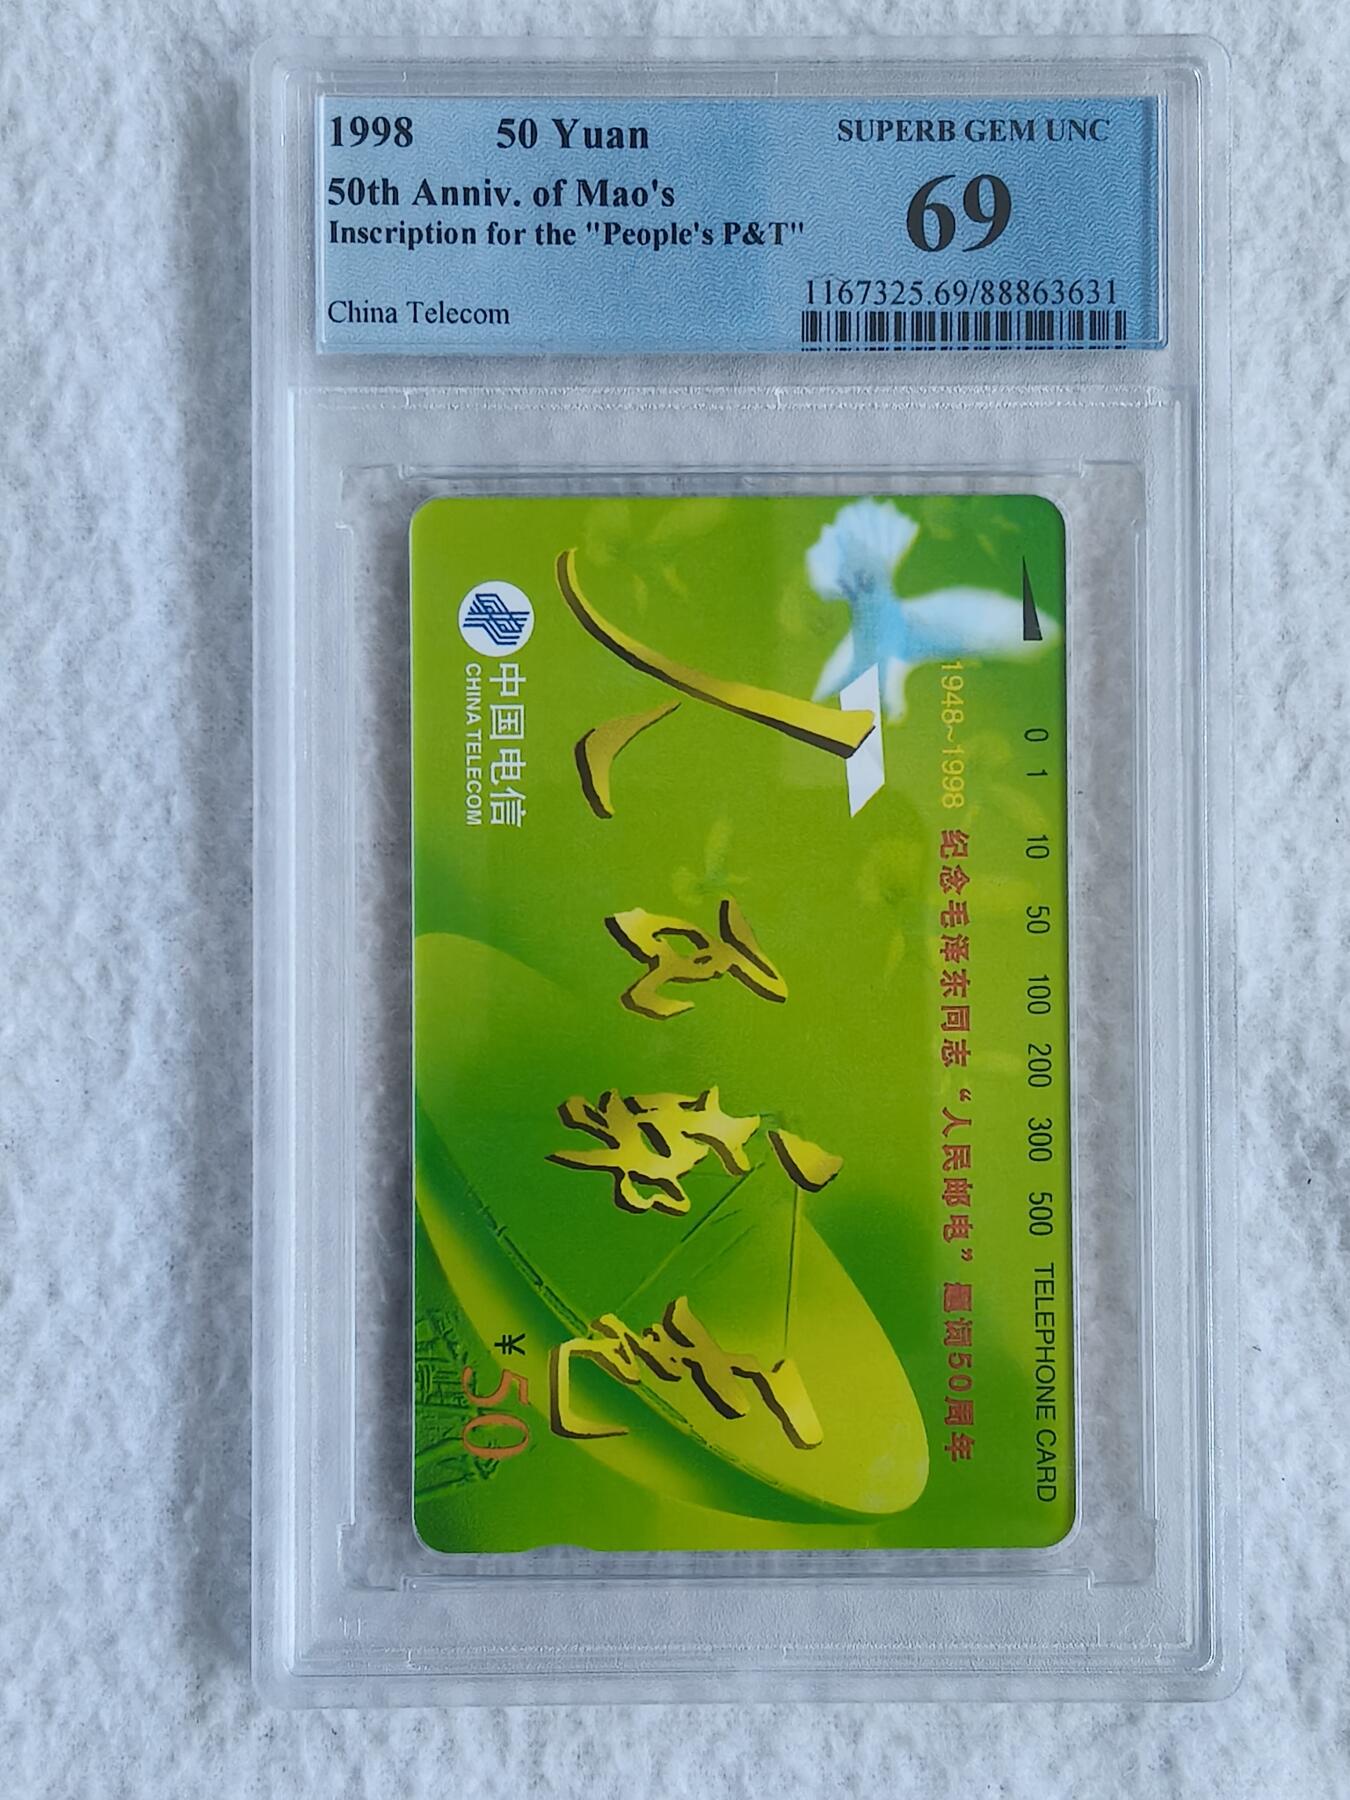 1998 50 Yuan
SUPERB GEM UNC
50th Anniv. of Mao's
69
Inscription for the "People's P&T"
1167325.69/88863631
China Telecom
0 1 10 50 100 200 300 500 TELEPHONE CARD
1948~1998 纪念毛泽东同志“人民邮电”题词50周年
人民邮电
中国电信
CHINA TELECOM
¥50